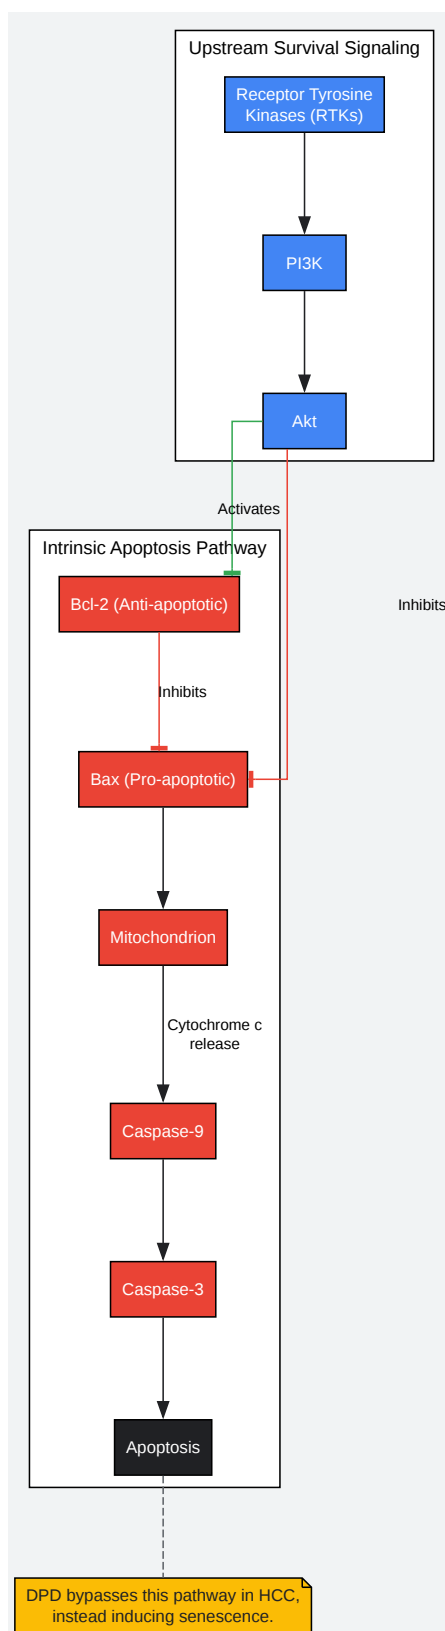 Upstream Survival Signaling
Receptor Tyrosine
Kinases (RTKs)
PI3K
Akt
Activates
Intrinsic Apoptosis Pathway
Bcl-2 (Anti-apoptotic)
Inhibits
Inhibits
Bax (Pro-apoptotic)
Mitochondrion
Cytochrome c
release
Caspase-9
Caspase-3
Apoptosis
DPD bypasses this pathway in HCC,
instead inducing senescence.